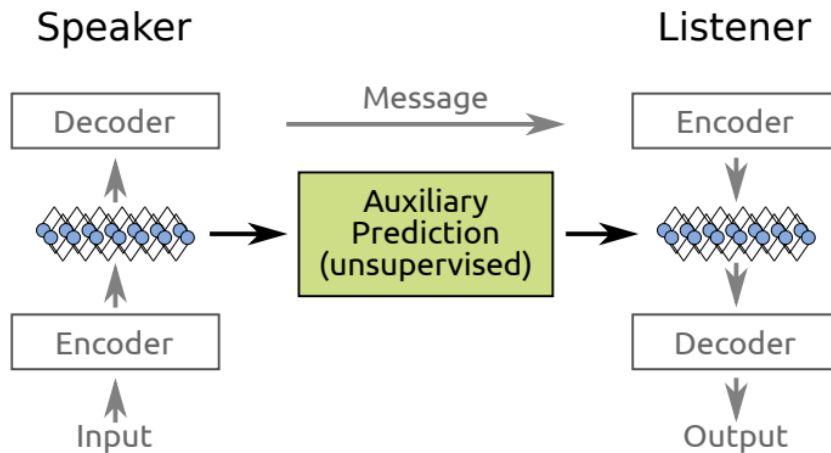 Speaker
Listener
Decoder
Message
Encoder
Auxiliary
Prediction
(unsupervised)
Encoder
Decoder
Input
Output